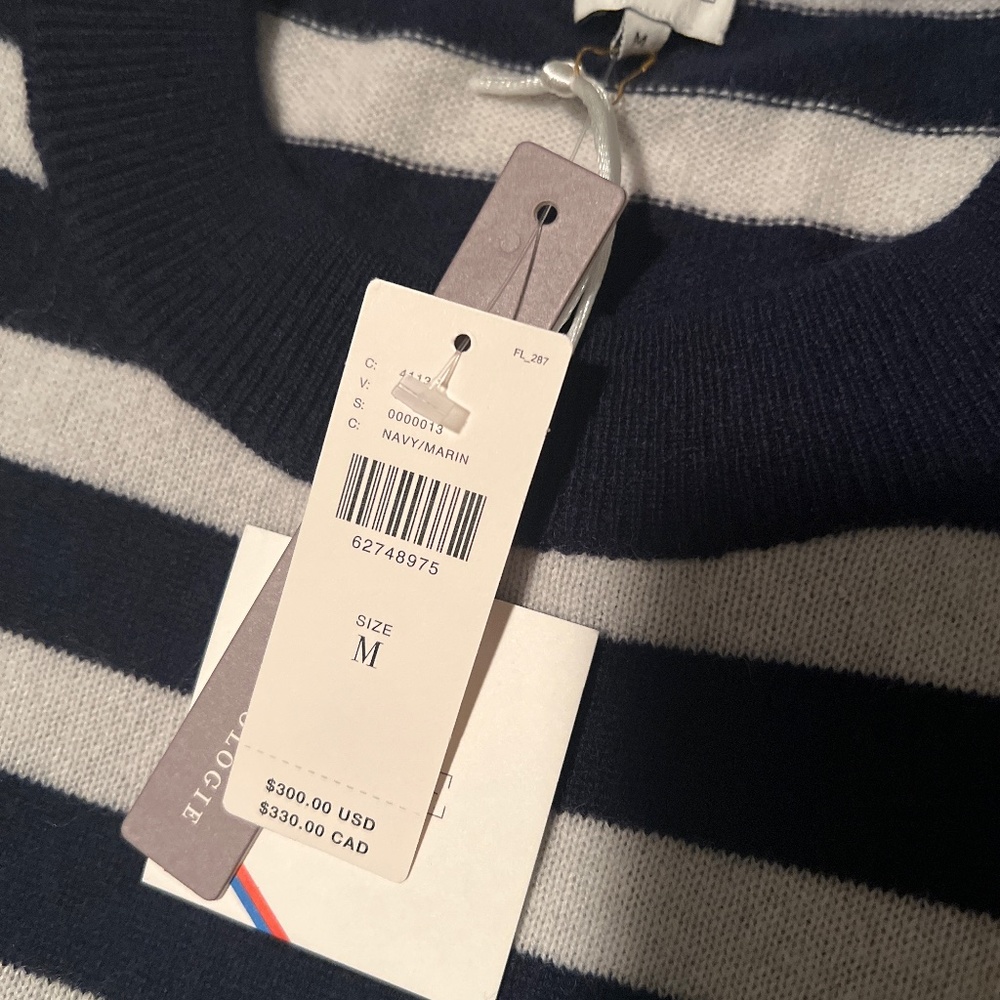 M
FL_287
C:
V:
S: 0000013
C: NAVY/MARIN
62748975
SIZE
M
$300.00 USD
$330.00 CAD
OLOGIE